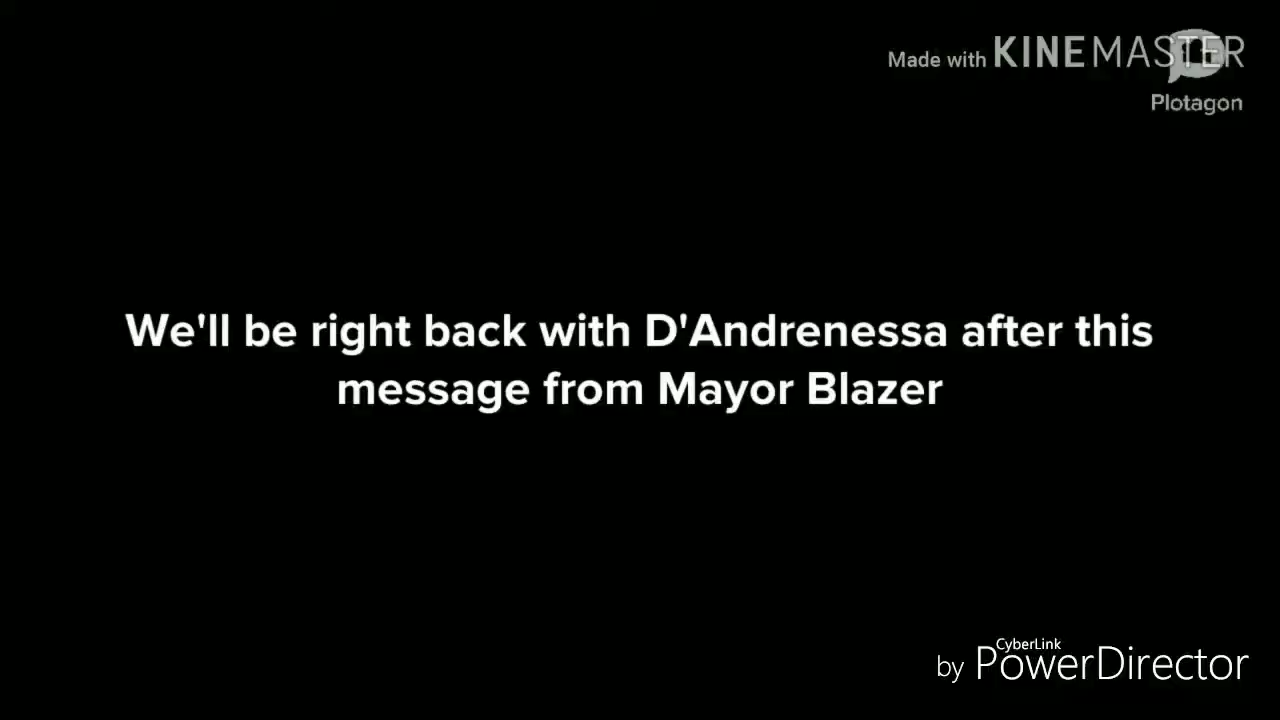 Made with KINEMASTER
Plotagon
We'll be right back with D'Andrenessa after this
message from Mayor Blazer
CyberLink
by PowerDirector